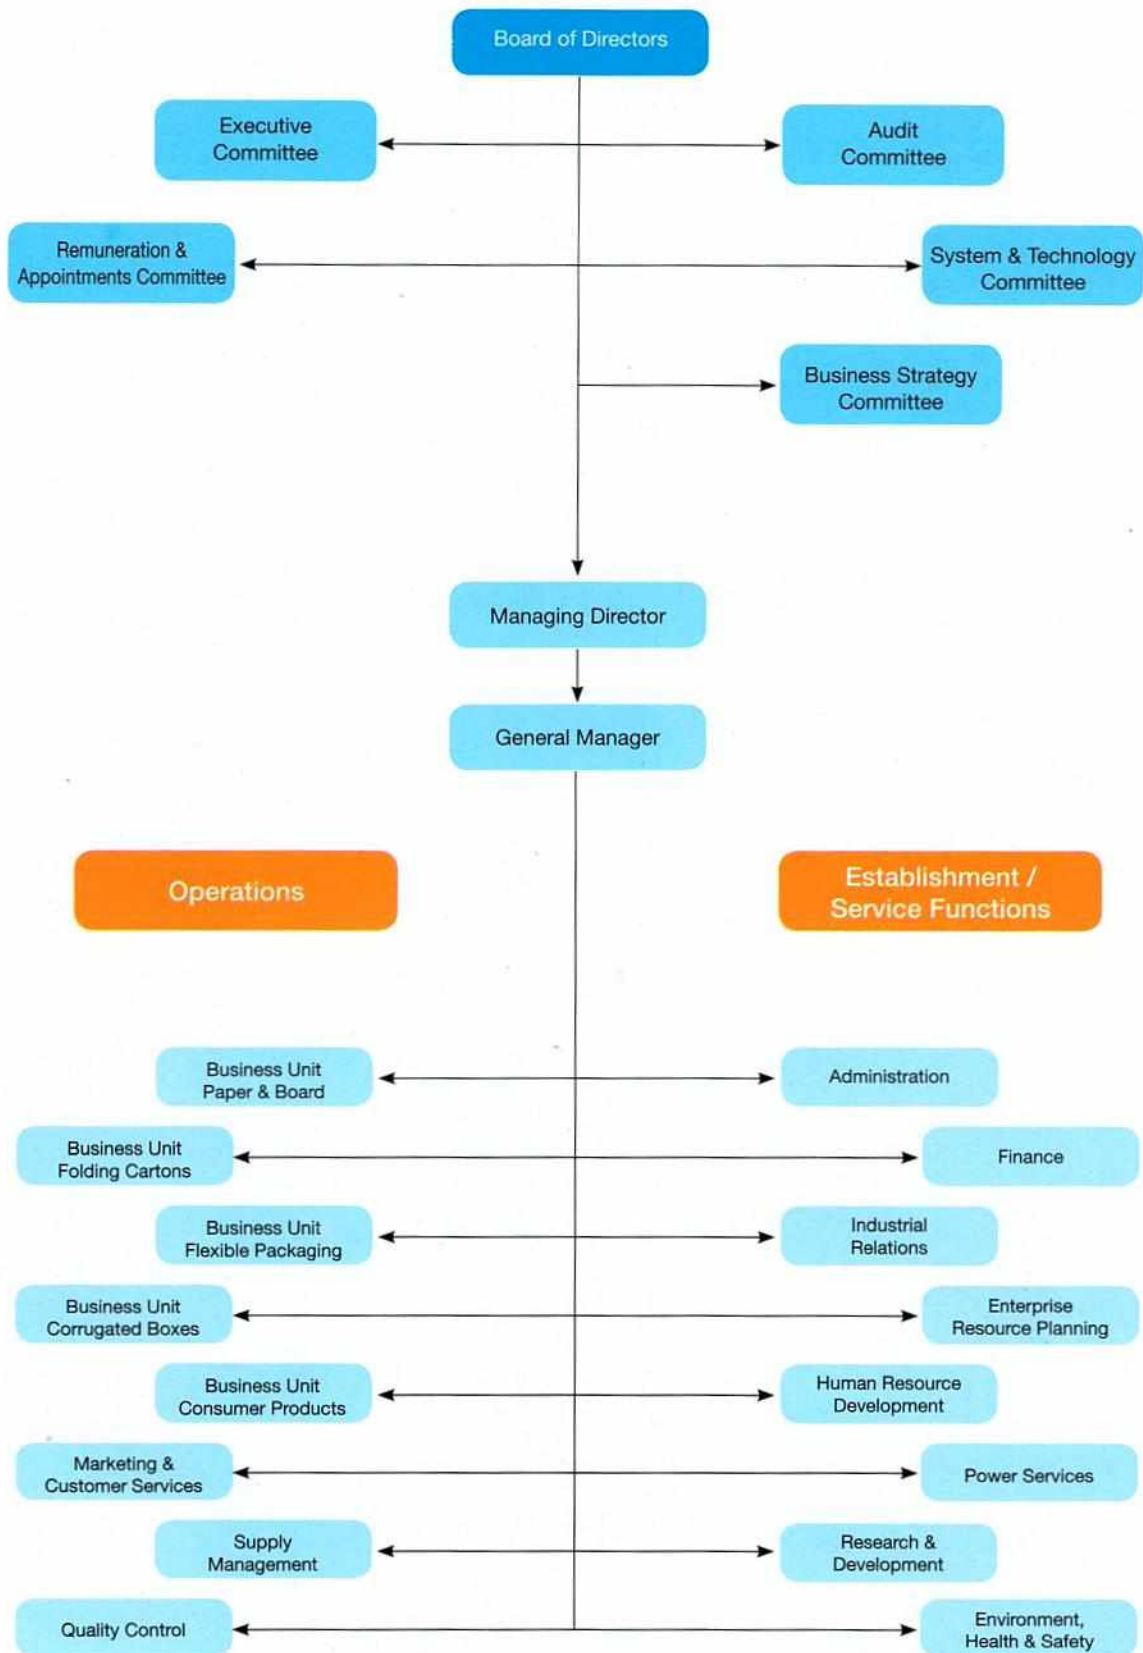 Board of Directors
Executive
Committee
Audit
Committee
Remuneration &
Appointments Committee
System & Technology
Committee
Business Strategy
Committee
Managing Director
General Manager
Operations
Establishment /
Service Functions
Business Unit
Paper & Board
Administration
Business Unit
Folding Cartons
Finance
Business Unit
Flexible Packaging
Industrial
Relations
Business Unit
Corrugated Boxes
Enterprise
Resource Planning
Business Unit
Consumer Products
Human Resource
Development
Marketing &
Customer Services
Power Services
Supply
Management
Research &
Development
Quality Control
Environment,
Health & Safety